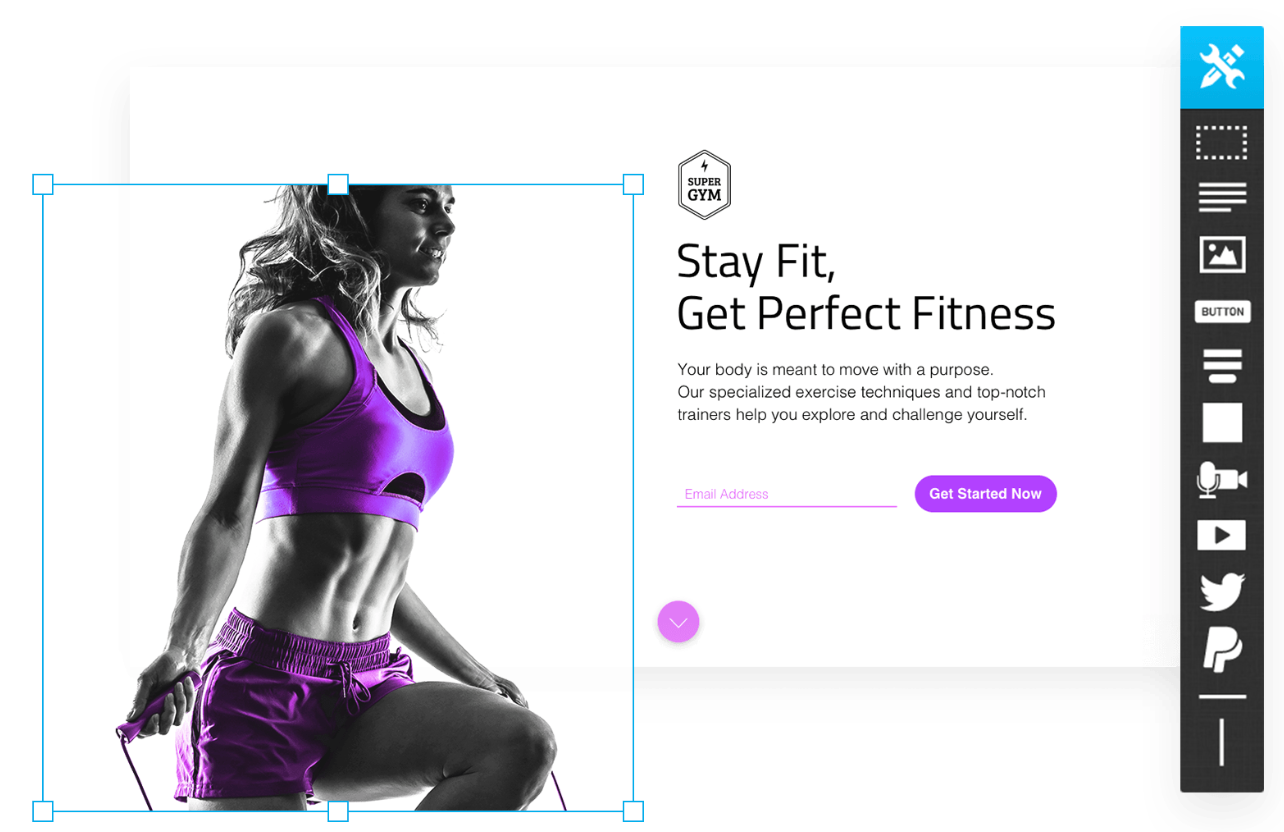 SUPER
GYM
Stay Fit,
Get Perfect Fitness
Your body is meant to move with a purpose.
Our specialized exercise techniques and top-notch
trainers help you explore and challenge yourself.
Email Address
Get Started Now
BUTTON